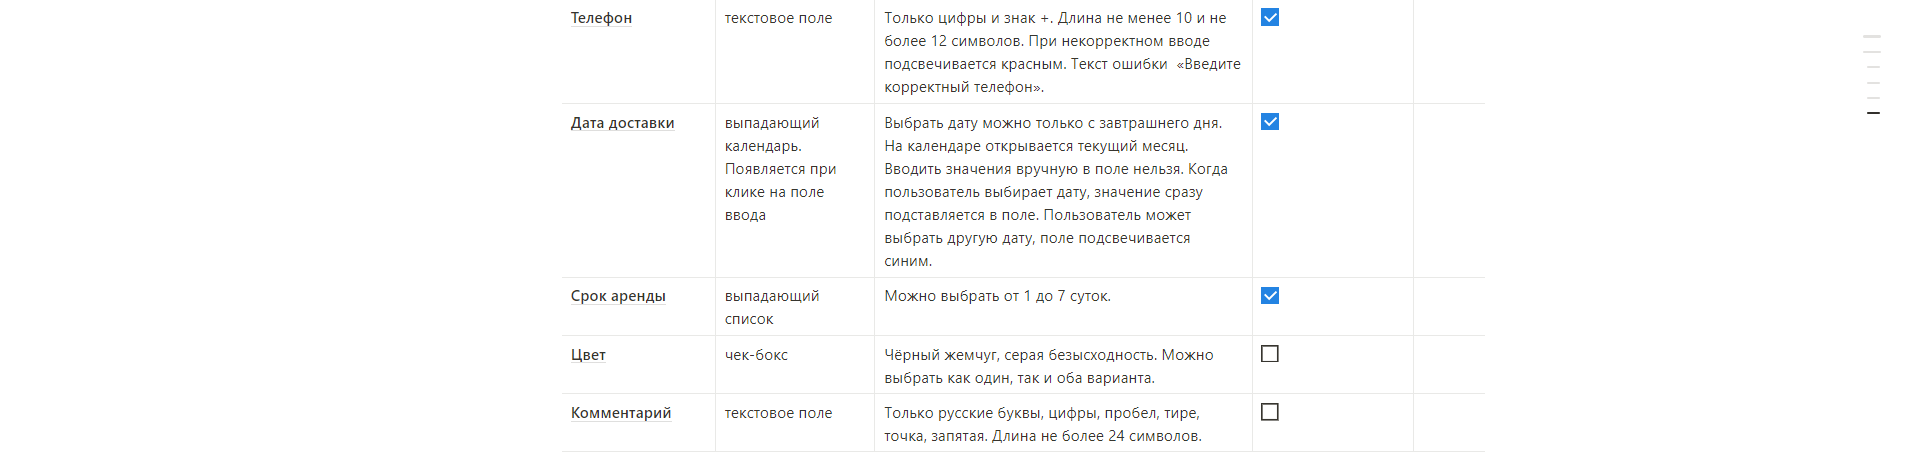 Телефон
текстовое поле
Только цифры и знак +. Длина не менее 10 и не
более 12 символов. При некорректном вводе
подсвечивается красным. Текст ошибки «Введите
корректный телефон».
Дата доставки
выпадающий
календарь.
Появляется при
клике на поле
ввода
Выбрать дату можно только с завтрашнего дня.
На календаре открывается текущий месяц.
Вводить значения вручную в поле нельзя. Когда
пользователь выбирает дату, значение сразу
подставляется в поле. Пользователь может
выбрать другую дату, поле подсвечивается
синим.
Срок аренды
выпадающий
список
Можно выбрать от 1 до 7 суток.
Цвет
чек-бокс
Чёрный жемчуг, серая безысходность. Можно
выбрать как один, так и оба варианта.
Комментарий
текстовое поле
Только русские буквы, цифры, пробел, тире,
точка, запятая. Длина не более 24 символов.